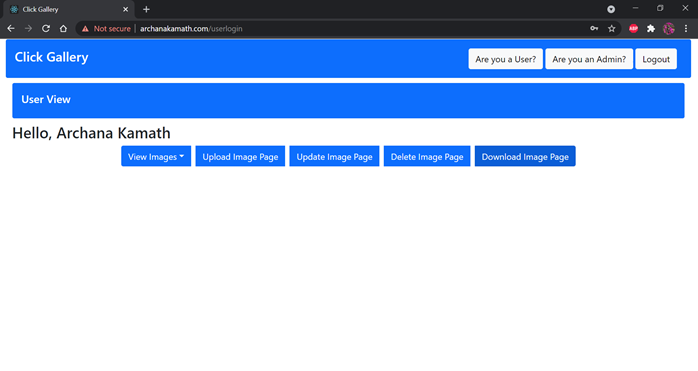 Click Gallery
Not secure | archanakamath.com/userlogin
ABP
Click Gallery
Are you a User? Are you an Admin? Logout
User View
Hello, Archana Kamath
View Images Upload Image Page Update Image Page Delete Image Page Download Image Page